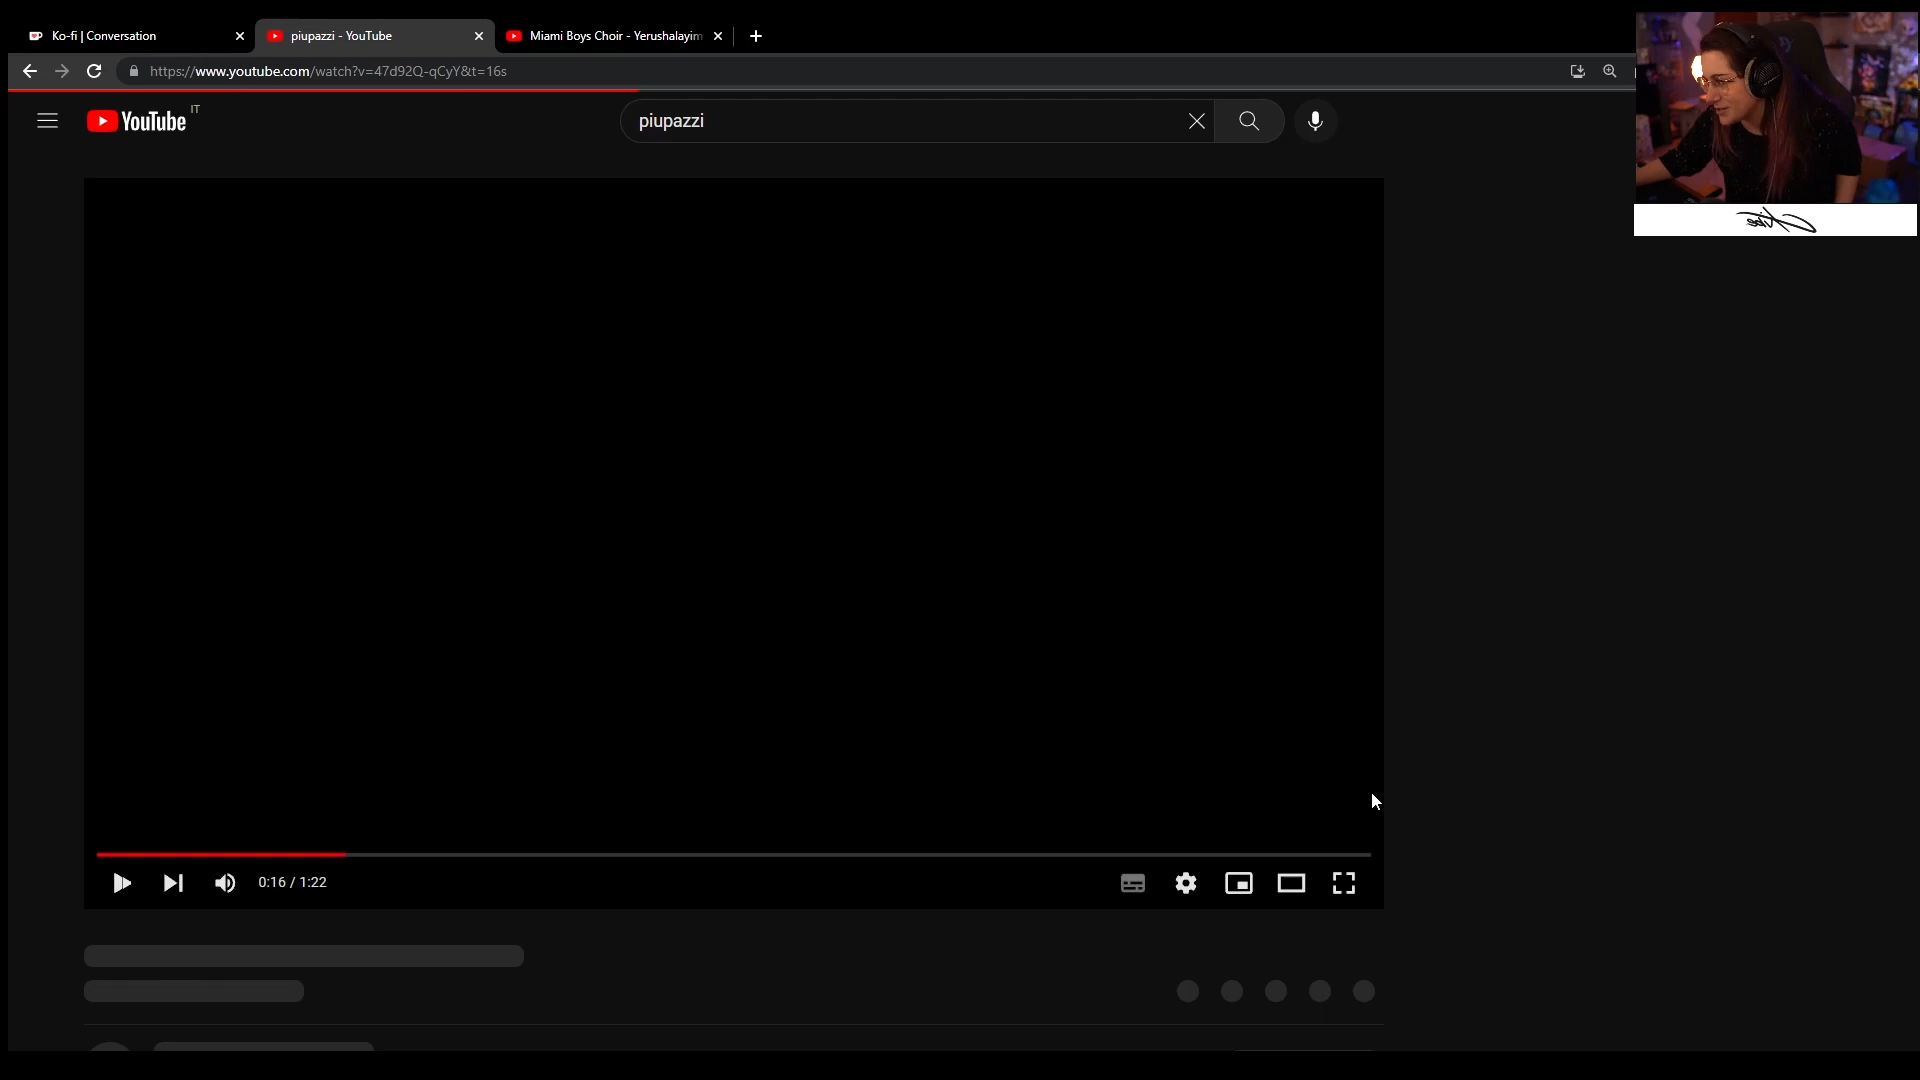 Ko-fi | Conversation
piupazzi - YouTube
Miami Boys Choir - Yerushalayim
https://www.youtube.com/watch?v=47d92Q-qCyY&t=16s
YouTube IT
piupazzi
0:16 / 1:22